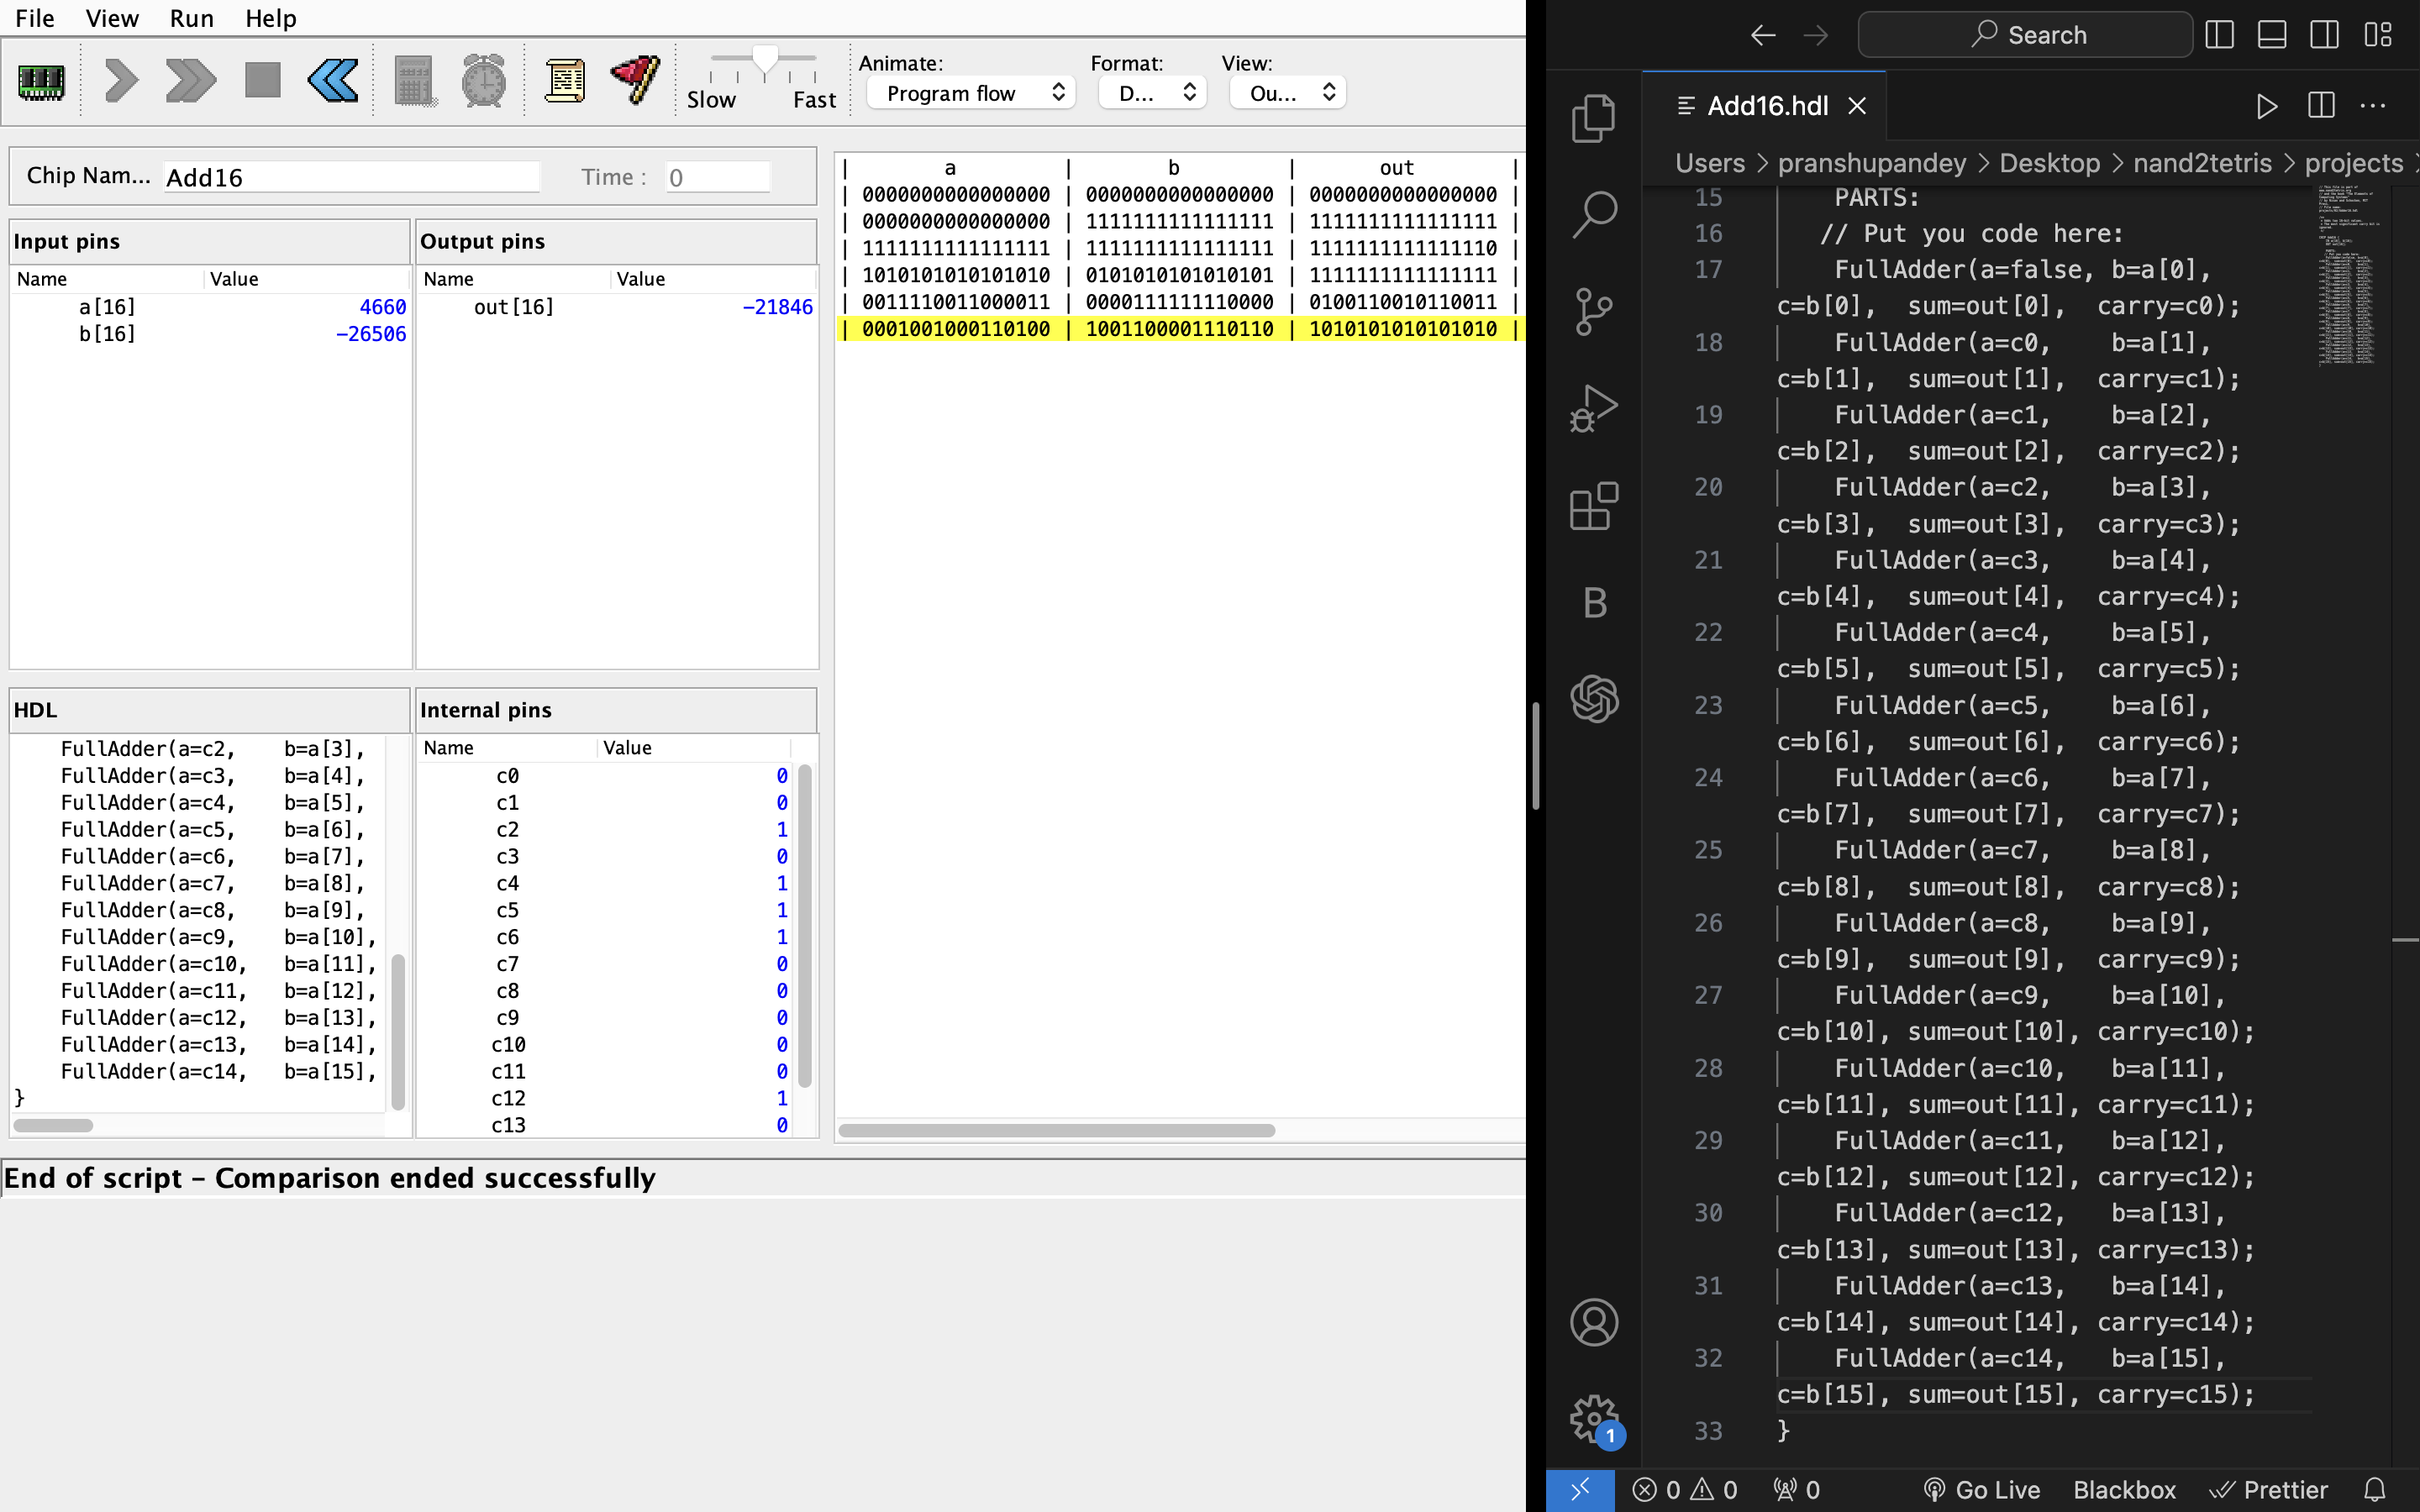 File View Run Help
Slow Fast
Animate: Format: View:
Program flow D... Ou...
Chip Nam... Add16 Time : 0
Input pins
Name Value
a[16] 4660
b[16] -26506
Output pins
Name Value
out[16] -21846
HDL
FullAdder(a=c2, b=a[3],
FullAdder(a=c3, b=a[4],
FullAdder(a=c4, b=a[5],
FullAdder(a=c5, b=a[6],
FullAdder(a=c6, b=a[7],
FullAdder(a=c7, b=a[8],
FullAdder(a=c8, b=a[9],
FullAdder(a=c9, b=a[10],
FullAdder(a=c10, b=a[11],
FullAdder(a=c11, b=a[12],
FullAdder(a=c12, b=a[13],
FullAdder(a=c13, b=a[14],
FullAdder(a=c14, b=a[15],
}
Internal pins
Name Value
c0 0
c1 0
c2 1
c3 0
c4 1
c5 1
c6 1
c7 0
c8 0
c9 0
c10 0
c11 0
c12 1
c13 0
| a | b | out |
| 0000000000000000 | 0000000000000000 | 0000000000000000 |
| 0000000000000000 | 1111111111111111 | 1111111111111111 |
| 1111111111111111 | 1111111111111111 | 1111111111111110 |
| 1010101010101010 | 0101010101010101 | 1111111111111111 |
| 0011110011000011 | 0000111111110000 | 0100110010110011 |
| 0001001000110100 | 1001100001110110 | 1010101010101010 |
End of script – Comparison ended successfully
Search
Add16.hdl
Users > pranshupandey > Desktop > nand2tetris > projects >
15 PARTS:
16 // Put you code here:
17 FullAdder(a=false, b=a[0],
c=b[0], sum=out[0], carry=c0);
18 FullAdder(a=c0, b=a[1],
c=b[1], sum=out[1], carry=c1);
19 FullAdder(a=c1, b=a[2],
c=b[2], sum=out[2], carry=c2);
20 FullAdder(a=c2, b=a[3],
c=b[3], sum=out[3], carry=c3);
21 FullAdder(a=c3, b=a[4],
c=b[4], sum=out[4], carry=c4);
22 FullAdder(a=c4, b=a[5],
c=b[5], sum=out[5], carry=c5);
23 FullAdder(a=c5, b=a[6],
c=b[6], sum=out[6], carry=c6);
24 FullAdder(a=c6, b=a[7],
c=b[7], sum=out[7], carry=c7);
25 FullAdder(a=c7, b=a[8],
c=b[8], sum=out[8], carry=c8);
26 FullAdder(a=c8, b=a[9],
c=b[9], sum=out[9], carry=c9);
27 FullAdder(a=c9, b=a[10],
c=b[10], sum=out[10], carry=c10);
28 FullAdder(a=c10, b=a[11],
c=b[11], sum=out[11], carry=c11);
29 FullAdder(a=c11, b=a[12],
c=b[12], sum=out[12], carry=c12);
30 FullAdder(a=c12, b=a[13],
c=b[13], sum=out[13], carry=c13);
31 FullAdder(a=c13, b=a[14],
c=b[14], sum=out[14], carry=c14);
32 FullAdder(a=c14, b=a[15],
c=b[15], sum=out[15], carry=c15);
33 }
B
1
0 0 0 Go Live Blackbox Prettier